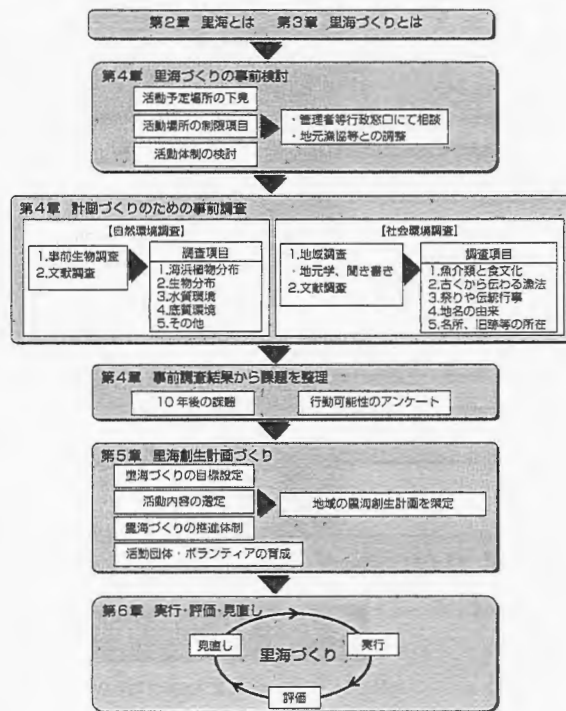 第2章 里海とは 第3章 里海づくりとは
第4章 里海づくりの事前検討
活動予定場所の下見
活動場所の制限項目
活動体制の検討
・管理者等行政窓口にて相談
・地元漁協等との調整
第4章 計画づくりのための事前調査
【自然環境調査】
1.事前生物調査
2.文献調査
調査項目
1.海浜植物分布
2.生物分布
3.水質環境
4.底質環境
5.その他
【社会環境調査】
1.地域調査
・地元学、聞き書き
2.文献調査
調査項目
1.魚介類と食文化
2.古くから伝わる漁法
3.祭りや伝統行事
4.地名の由来
5.名所、旧跡等の所在
第4章 事前調査結果から課題を整理
10年後の課題
行動可能性のアンケート
第5章 里海創生計画づくり
里海づくりの目標設定
活動内容の選定
里海づくりの推進体制
活動団体・ボランティアの育成
地域の里海創生計画を策定
第6章 実行・評価・見直し
見直し
里海づくり
実行
評価